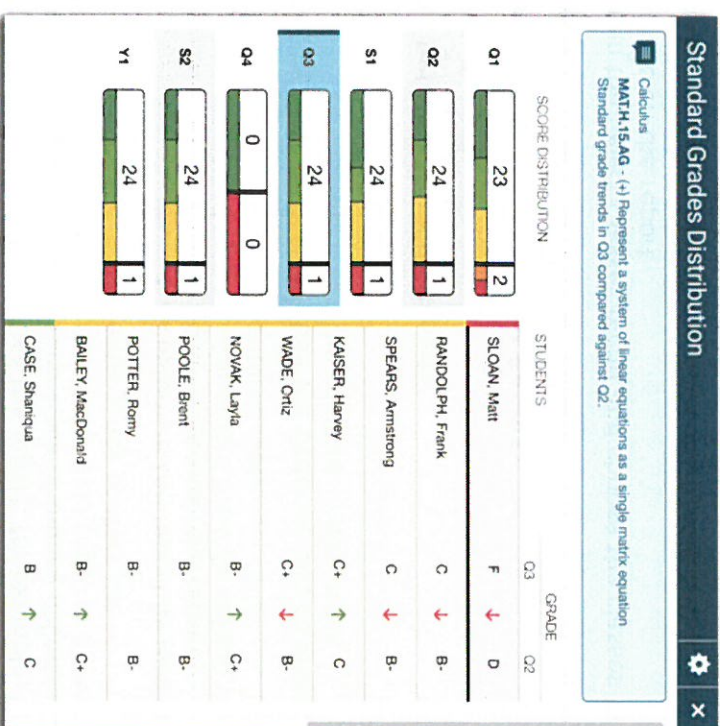 Standard Grades Distribution ×
Calculus
MAT.H.15.AG - (+) Represent a system of linear equations as a single matrix equation
Standard grade trends in Q3 compared against Q2.
SCORE DISTRIBUTION
Q1 23 2
Q2 24 1
S1 24 1
Q3 24 1
Q4 0 0
S2 24 1
Y1 24 1
STUDENTS GRADE
Q3 Q2
SLOAN, Matt F ↓ D
RANDOLPH, Frank C ↓ B-
SPEARS, Armstrong C ↓ B-
KAISER, Harvey C+ ↑ C
WADE, Ortiz C+ ↓ B-
NOVAK, Layla B- ↑ C+
POOLE, Brent B- B-
POTTER, Romy B- B-
BAILEY, MacDonald B- ↑ C+
CASE, Shaniqua B ↑ C